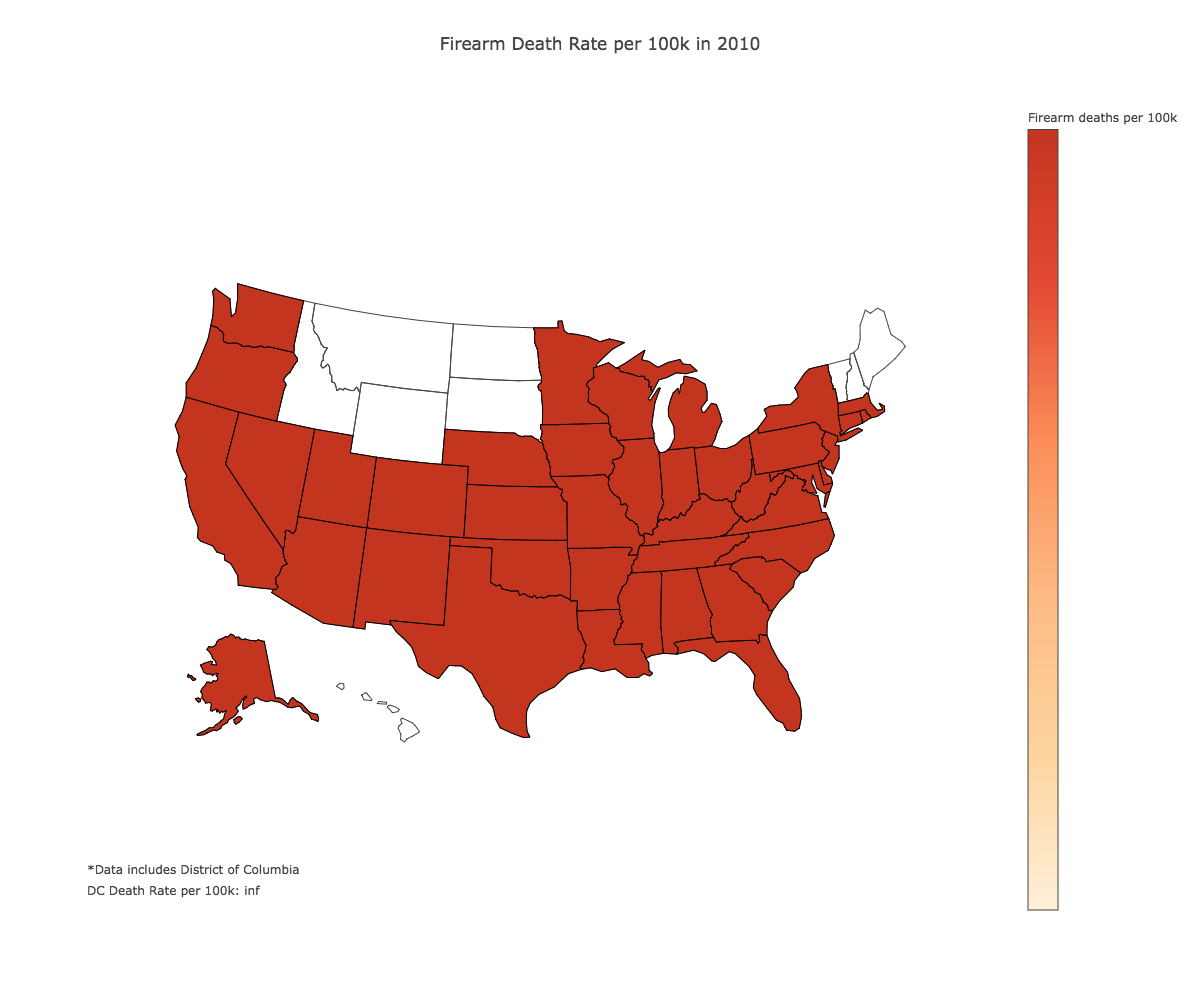 Firearm Death Rate per 100k in 2010
Firearm deaths per 100k
*Data includes District of Columbia
DC Death Rate per 100k: inf